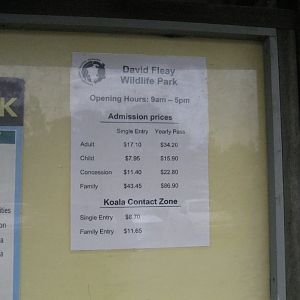 David Fleay
Wildlife Park
Opening Hours: 9am – 5pm
Admission prices
Single Entry Yearly Pass
Adult $17.10 $34.20
Child $7.95 $15.90
Concession $11.40 $22.80
Family $43.45 $86.90
Koala Contact Zone
Single Entry $8.70
Family Entry $11.65
K